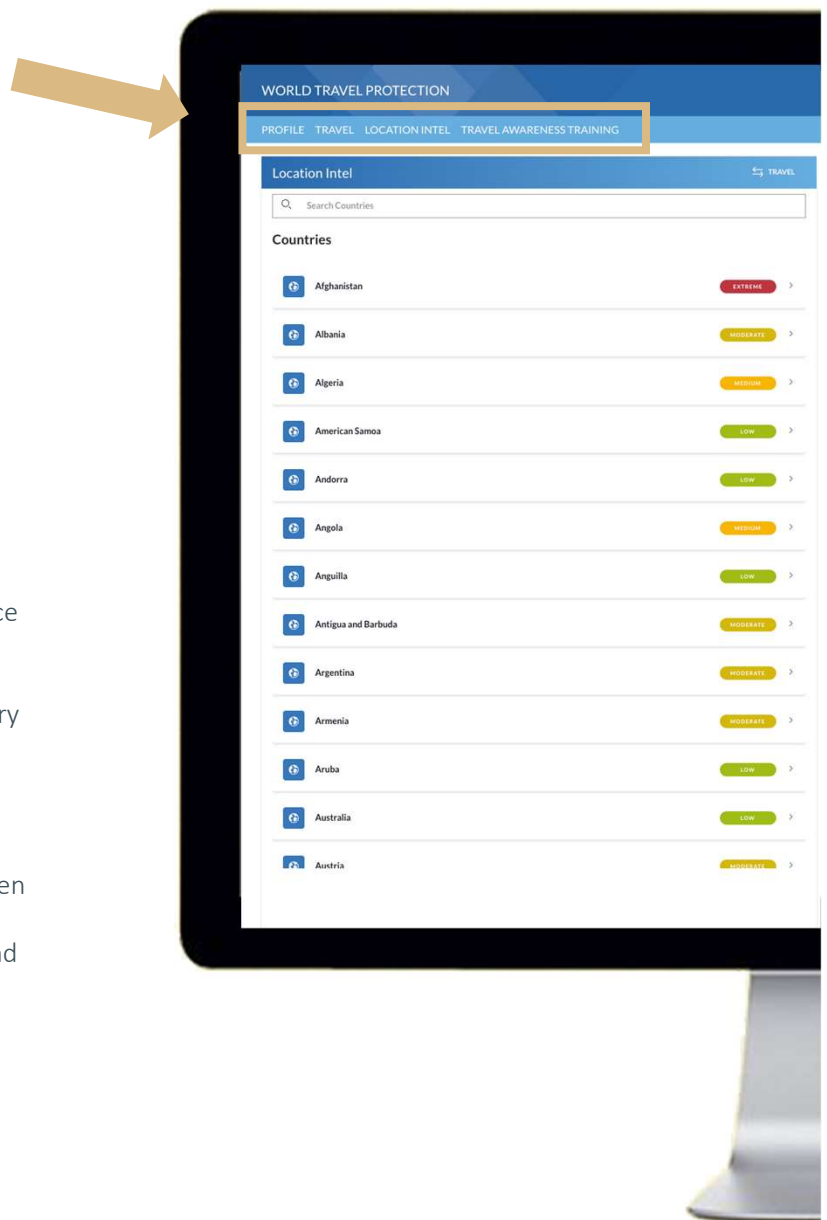 WORLD TRAVEL PROTECTION
PROFILE TRAVEL LOCATION INTEL TRAVEL AWARENESS TRAINING
Location Intel TRAVEL
Search Countries
Countries
Afghanistan EXTREME
Albania MODERATE
Algeria MEDIUM
American Samoa LOW
Andorra LOW
Angola MEDIUM
Anguilla LOW
Antigua and Barbuda MODERATE
Argentina MODERATE
Armenia MODERATE
Aruba LOW
Australia LOW
Austria MODERATE
ce
ry
en
nd